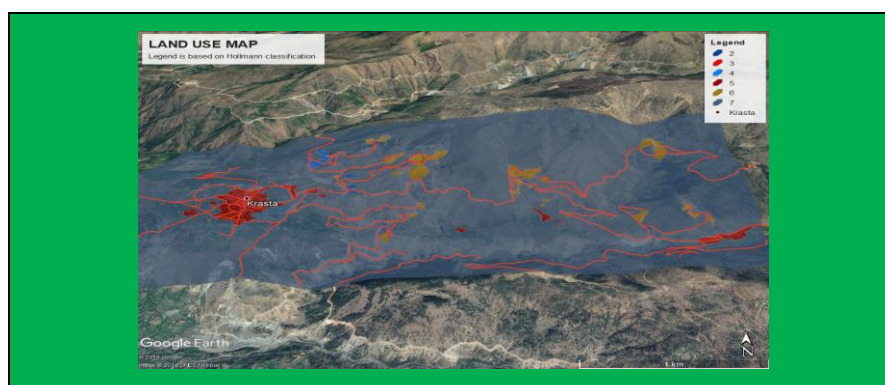 LAND USE MAP
Legend is based on Hollmann classification
Legend
2
3
4
5
6
7
Krasta
Krasta
Google Earth
N
1 km